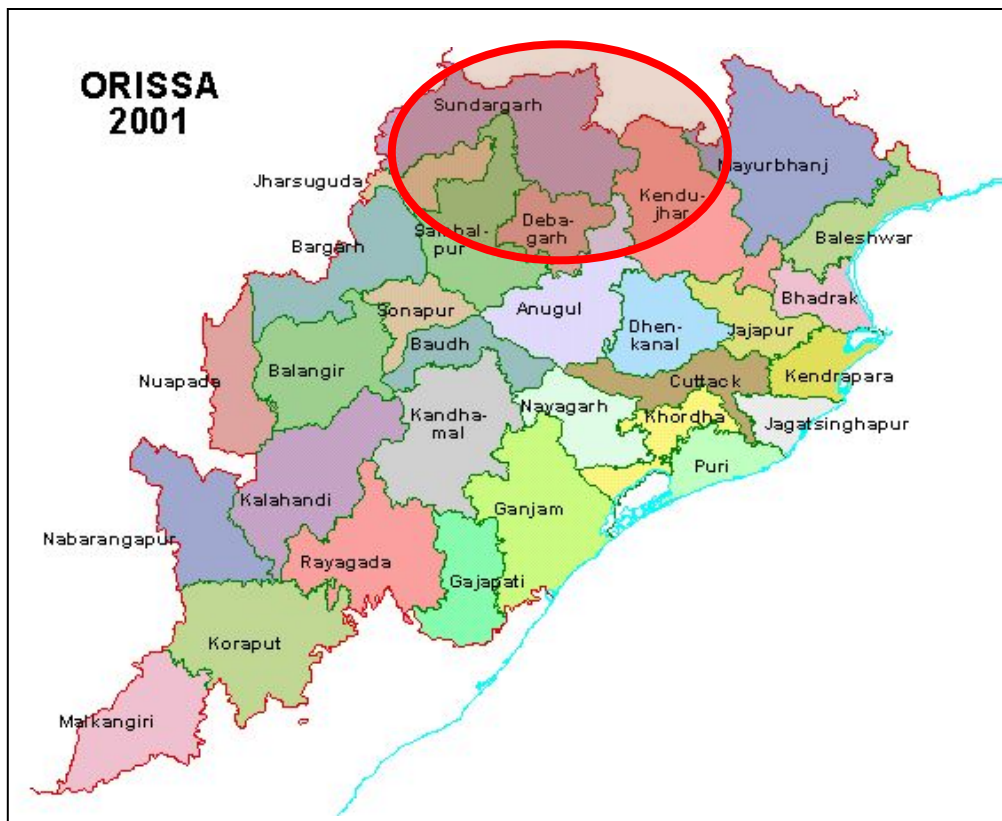 ORISSA
2001
Sundargarh
Jharsuguda
Mayurbhanj
Kendu-
jhar
Deba-
garh
Sambal-
pur
Bargarh
Baleshwar
Bhadrak
Anugul
Sonapur
Dhen-
kanal
Jajapur
Baudh
Balangir
Nuapada
Cuttack
Kendrapara
Nayagarh
Khordha
Jagatsinghapur
Kandha-
mal
Puri
Kalahandi
Ganjam
Nabarangapur
Rayagada
Gajapati
Koraput
Malkangiri